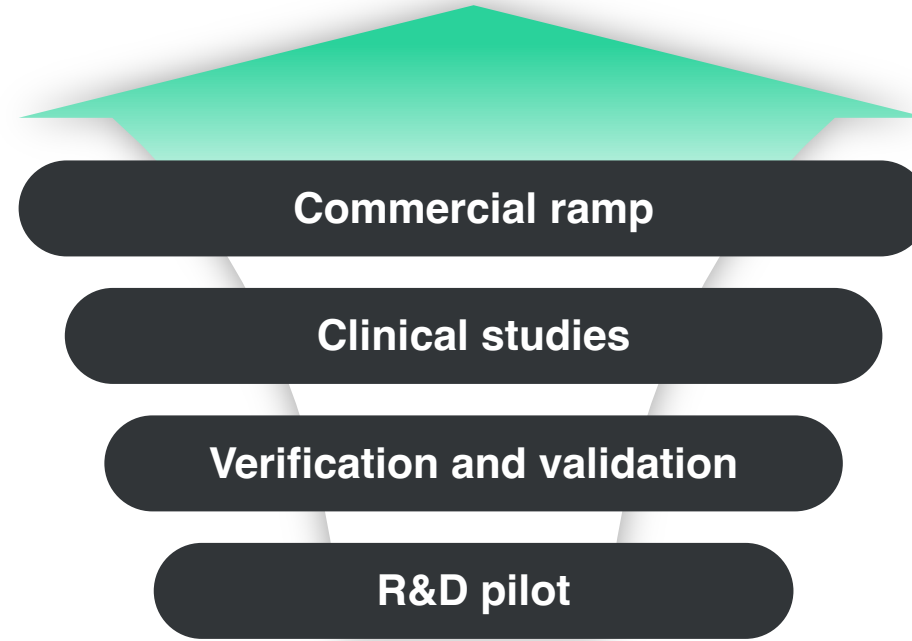 Commercial ramp
Clinical studies
Verification and validation
R&D pilot